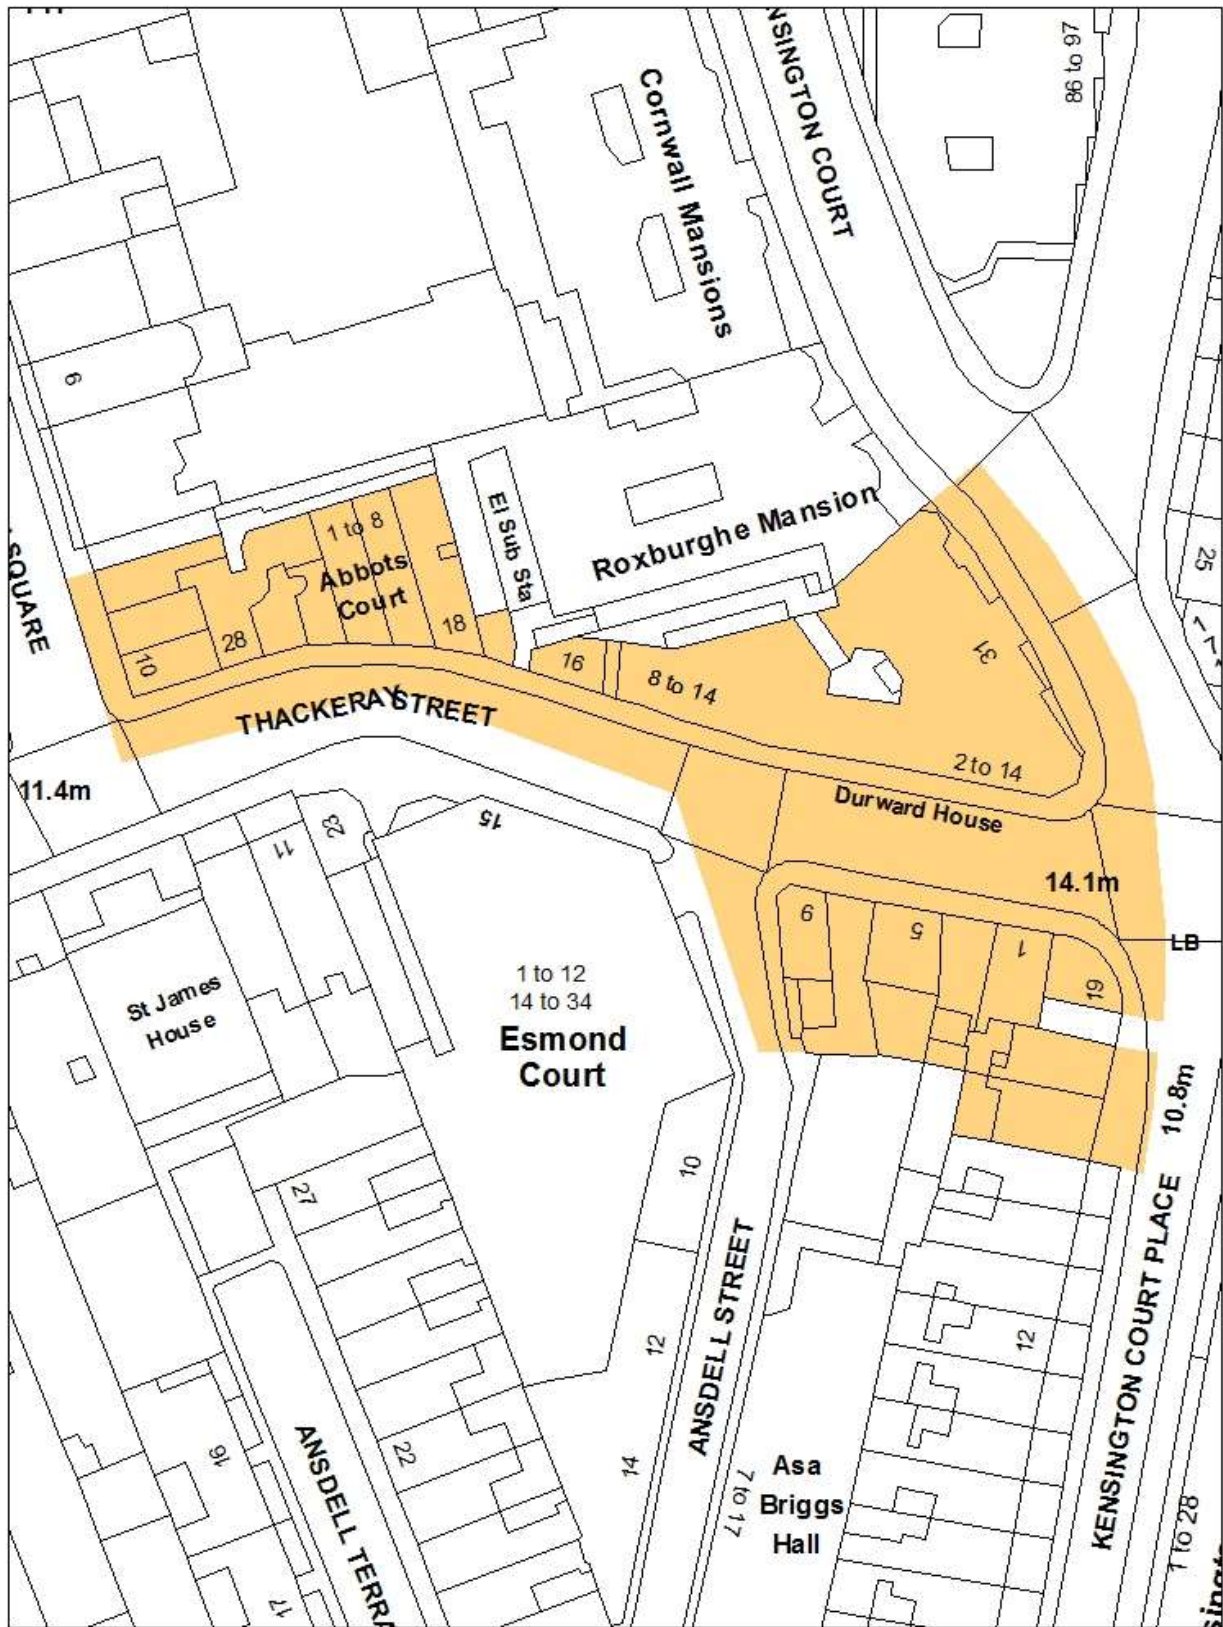 NSINGTON COURT
86 to 97
Cornwall Mansions
6
SQUARE
El Sub Sta
1 to 8
Abbots
Court
Roxburghe Mansion
25
10
28
18
16
8 to 14
31
THACKERAY STREET
2 to 14
Durward House
11.4m
23
11
15
14.1m
9
5
1
19
LB
St James
House
1 to 12
14 to 34
Esmond
Court
10.8m
10
27
ANSDELL STREET
KENSINGTON COURT PLACE
12
12
22
16
14
ANSDELL TERRA
7 to 17
Asa
Briggs
Hall
1 to 28
17